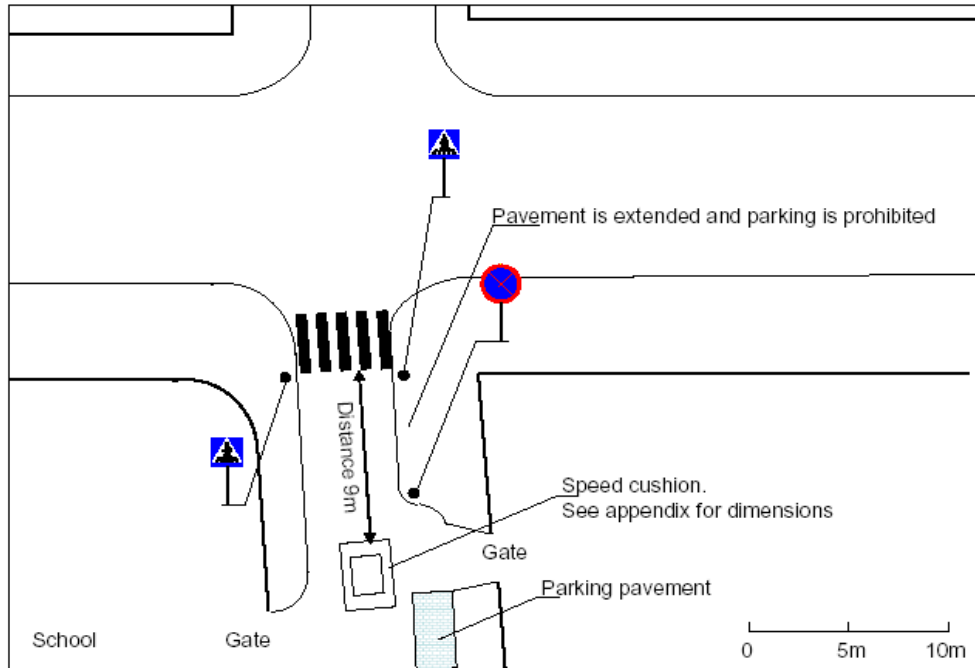 Pavement is extended and parking is prohibited
Distance 9m
Speed cushion.
See appendix for dimensions
Gate
Parking pavement
School
Gate
0
5m
10m